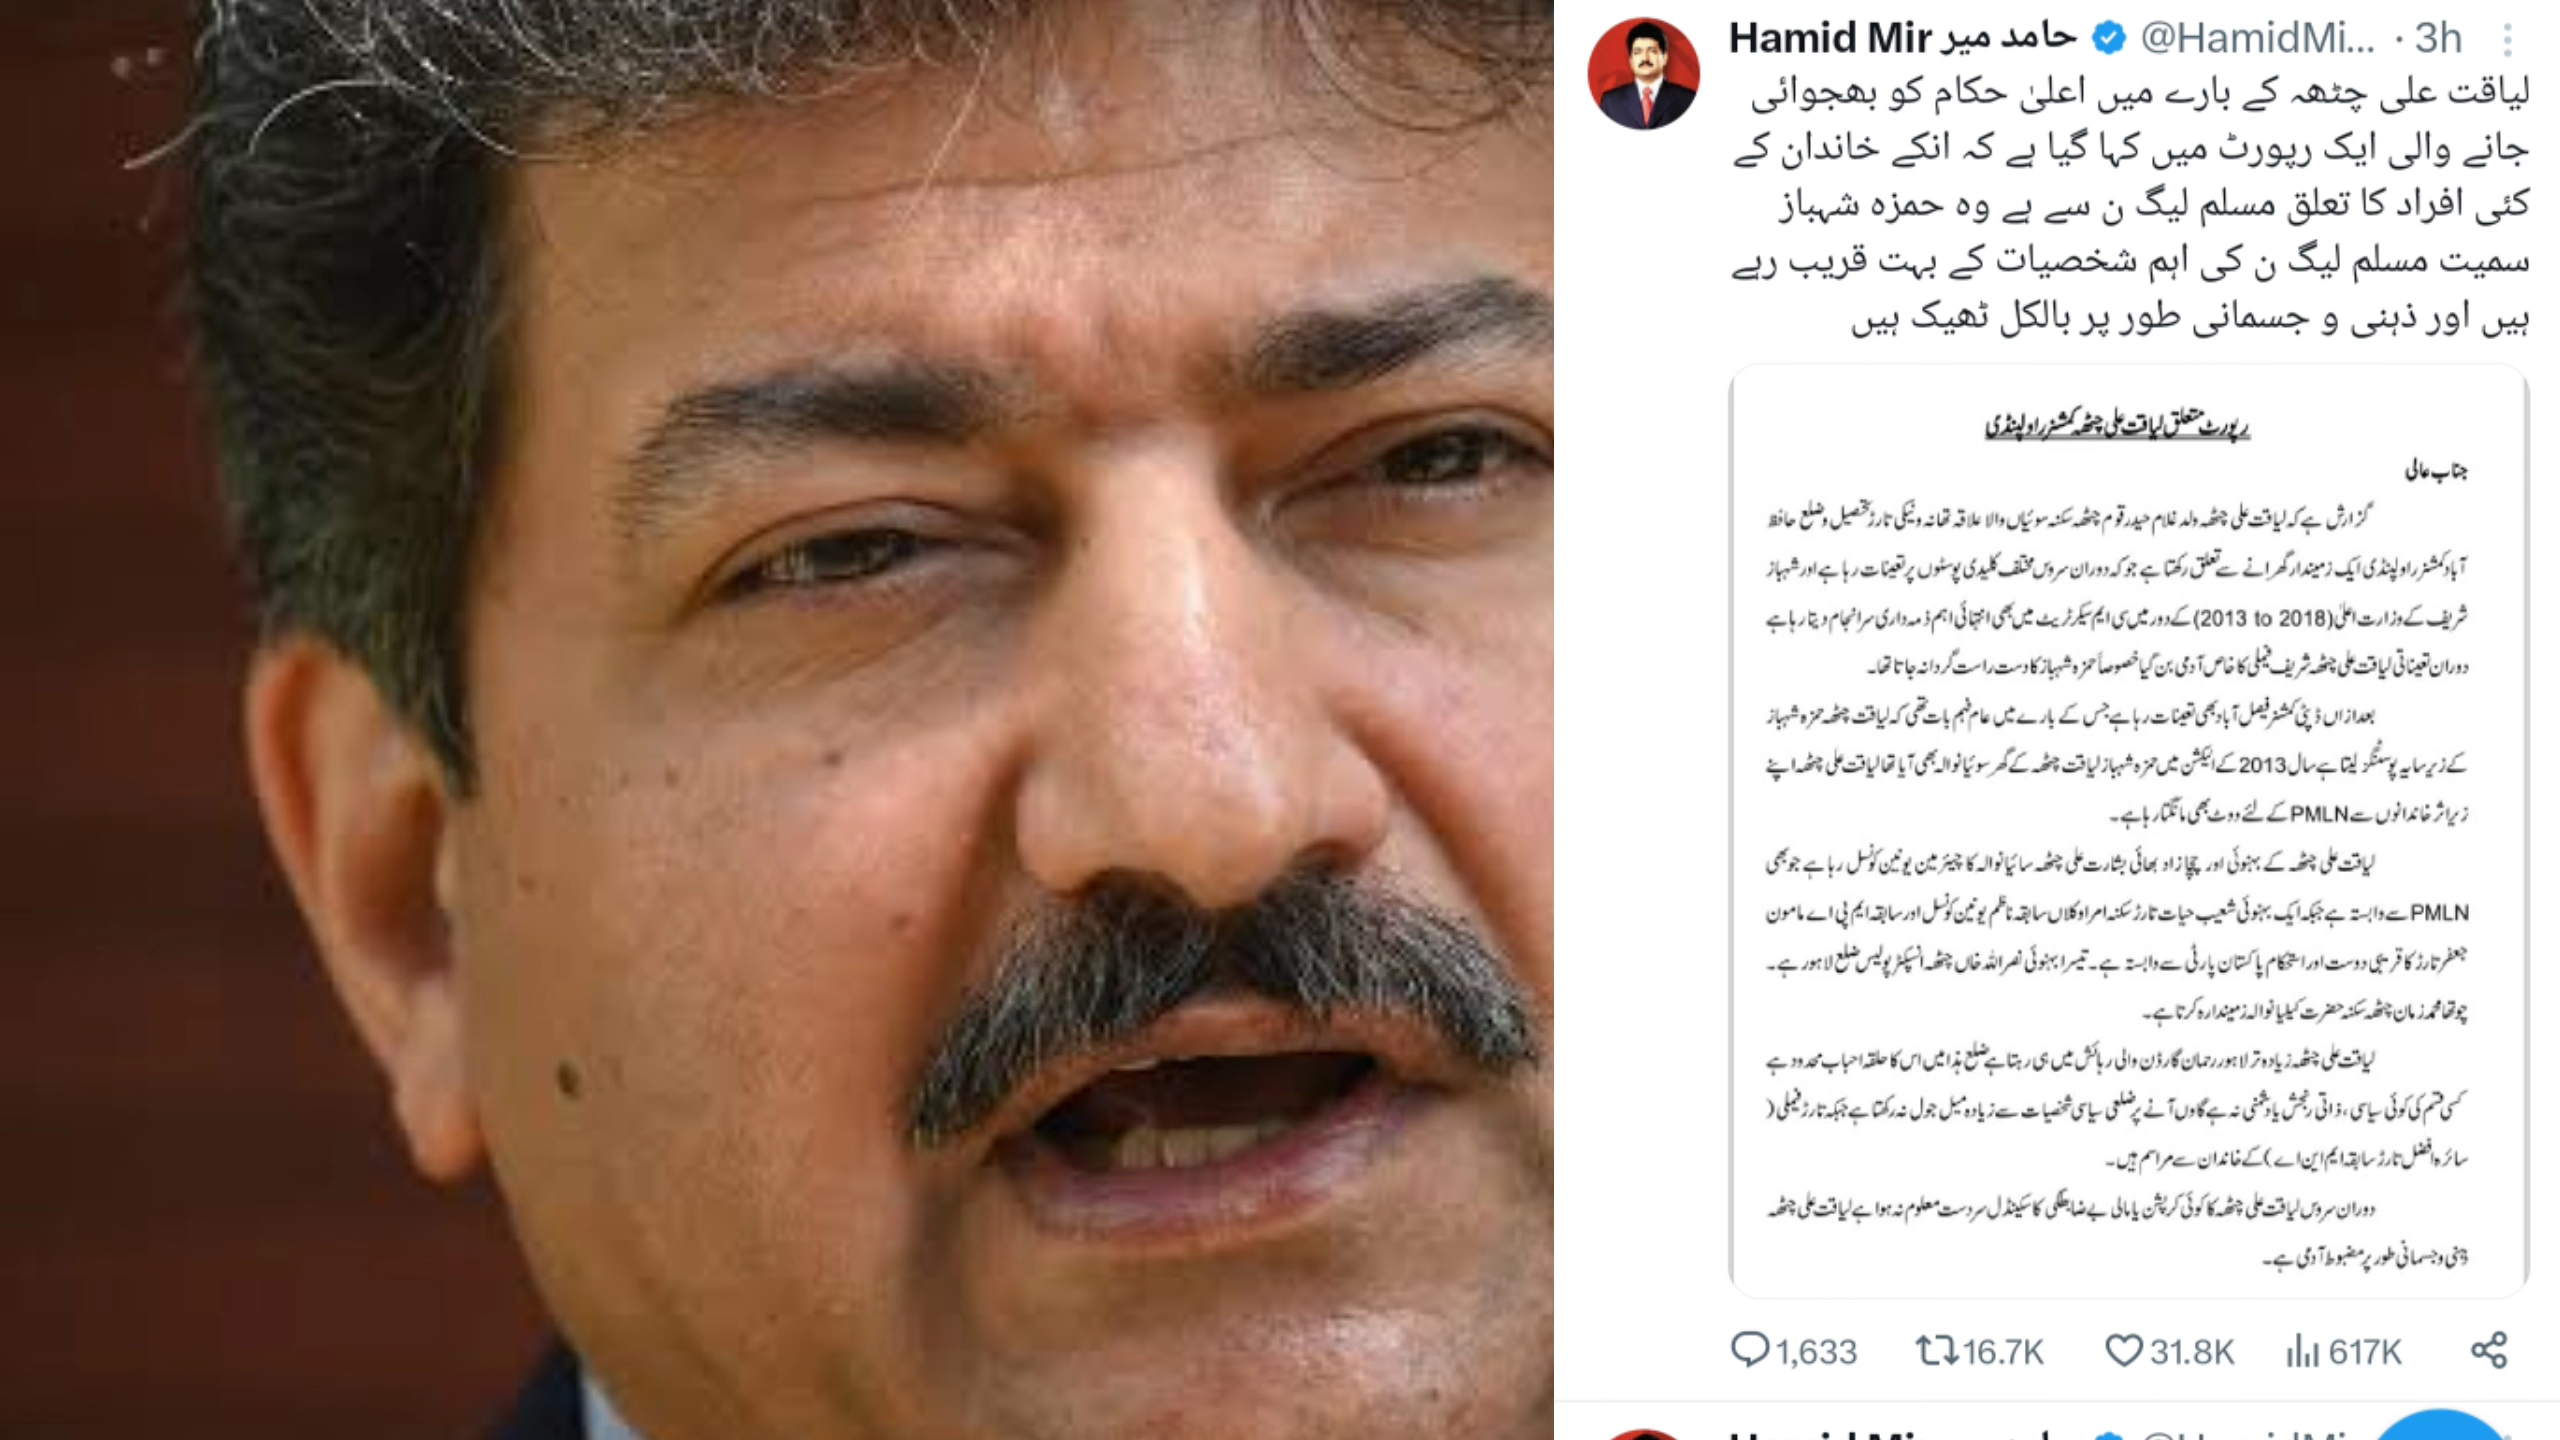 Hamid Mir حامد میر @HamidMi... · 3h
لیاقت علی چٹھہ کے بارے میں اعلیٰ حکام کو بھجوائی
جانے والی ایک رپورٹ میں کہا گیا ہے کہ انکے خاندان کے
کئی افراد کا تعلق مسلم لیگ ن سے ہے وہ حمزہ شہباز
سمیت مسلم لیگ ن کی اہم شخصیات کے بہت قریب رہے
ہیں اور ذہنی و جسمانی طور پر بالکل ٹھیک ہیں
رپورٹ متعلق لیاقت علی چٹھہ کمشنر راولپنڈی
جناب عالی
گزارش ہے کہ لیاقت علی چٹھہ ولد غلام حیدر قوم چٹھہ سکنہ سوئیاں والا علاقہ تھانہ ونیکی تارڑ تحصیل و ضلع حافظ
آباد کمشنر راولپنڈی ایک زمیندار گھرانے سے تعلق رکھتا ہے جو کہ دوران سروس مختلف کلیدی پوسٹوں پر تعینات رہا ہے اور شہباز
شریف کے وزارت اعلیٰ (2013 to 2018) کے دور میں سی ایم سیکرٹریٹ میں بھی انتہائی اہم ذمہ داری سرانجام دیتا رہا ہے
دوران تعیناتی لیاقت علی چٹھہ شریف فیملی کا خاص آدمی بن گیا خصوصاً حمزہ شہباز کا دست راست گردانہ جاتا تھا۔
بعد ازاں ڈپٹی کمشنر فیصل آباد بھی تعینات رہا ہے جس کے بارے میں عام فہم بات تھی کہ لیاقت چٹھہ حمزہ شہباز
کے زیر سایہ پوسٹنگز لیتا ہے سال 2013 کے الیکشن میں حمزہ شہباز لیاقت چٹھہ کے گھر سوئیانوالہ بھی آیا تھا لیاقت علی چٹھہ اپنے
زیر اثر خاندانوں سے PMLN کے لئے ووٹ بھی مانگتا رہا ہے۔
لیاقت علی چٹھہ کے بہنوئی اور چچا زاد بھائی بشارت علی چٹھہ سائیانوالہ کا چیئرمین یونین کونسل رہا ہے جو بھی
PMLN سے وابستہ ہے جبکہ ایک بہنوئی شعیب حیات تارڑ سکنہ امراوکلاں سابقہ ناظم یونین کونسل اور سابقہ ایم پی اے مامون
جعفر تارڑ کا قریبی دوست اور استحکام پاکستان پارٹی سے وابستہ ہے۔ تیسرا بہنوئی نصر اللہ خاں چٹھہ انسپکٹر پولیس ضلع لاہور ہے۔
چوتھا محمد زمان چٹھہ سکنہ حضرت کیلیانوالہ زمیندارہ کرتا ہے۔
لیاقت علی چٹھہ زیادہ تر لاہور رحمان گارڈن والی رہائش میں ہی رہتا ہے ضلع ہذا میں اس کا حلقہ احباب محدود ہے
کسی قسم کی کوئی سیاسی، ذاتی رنجش یا دشمنی نہ ہے گاوں آنے پر ضلعی سیاسی شخصیات سے زیادہ میل جول نہ رکھتا ہے جبکہ تارڑ فیملی (
سائرہ افضل تارڑ سابقہ ایم این اے) کے خاندان سے مراسم ہیں۔
دوران سروس لیاقت علی چٹھہ کا کوئی کرپشن یا مالی بے ضابطگی کا سکینڈل سردست معلوم نہ ہوا ہے لیاقت علی چٹھہ
ذہنی و جسمانی طور پر مضبوط آدمی ہے۔
1,633 16.7K 31.8K 617K